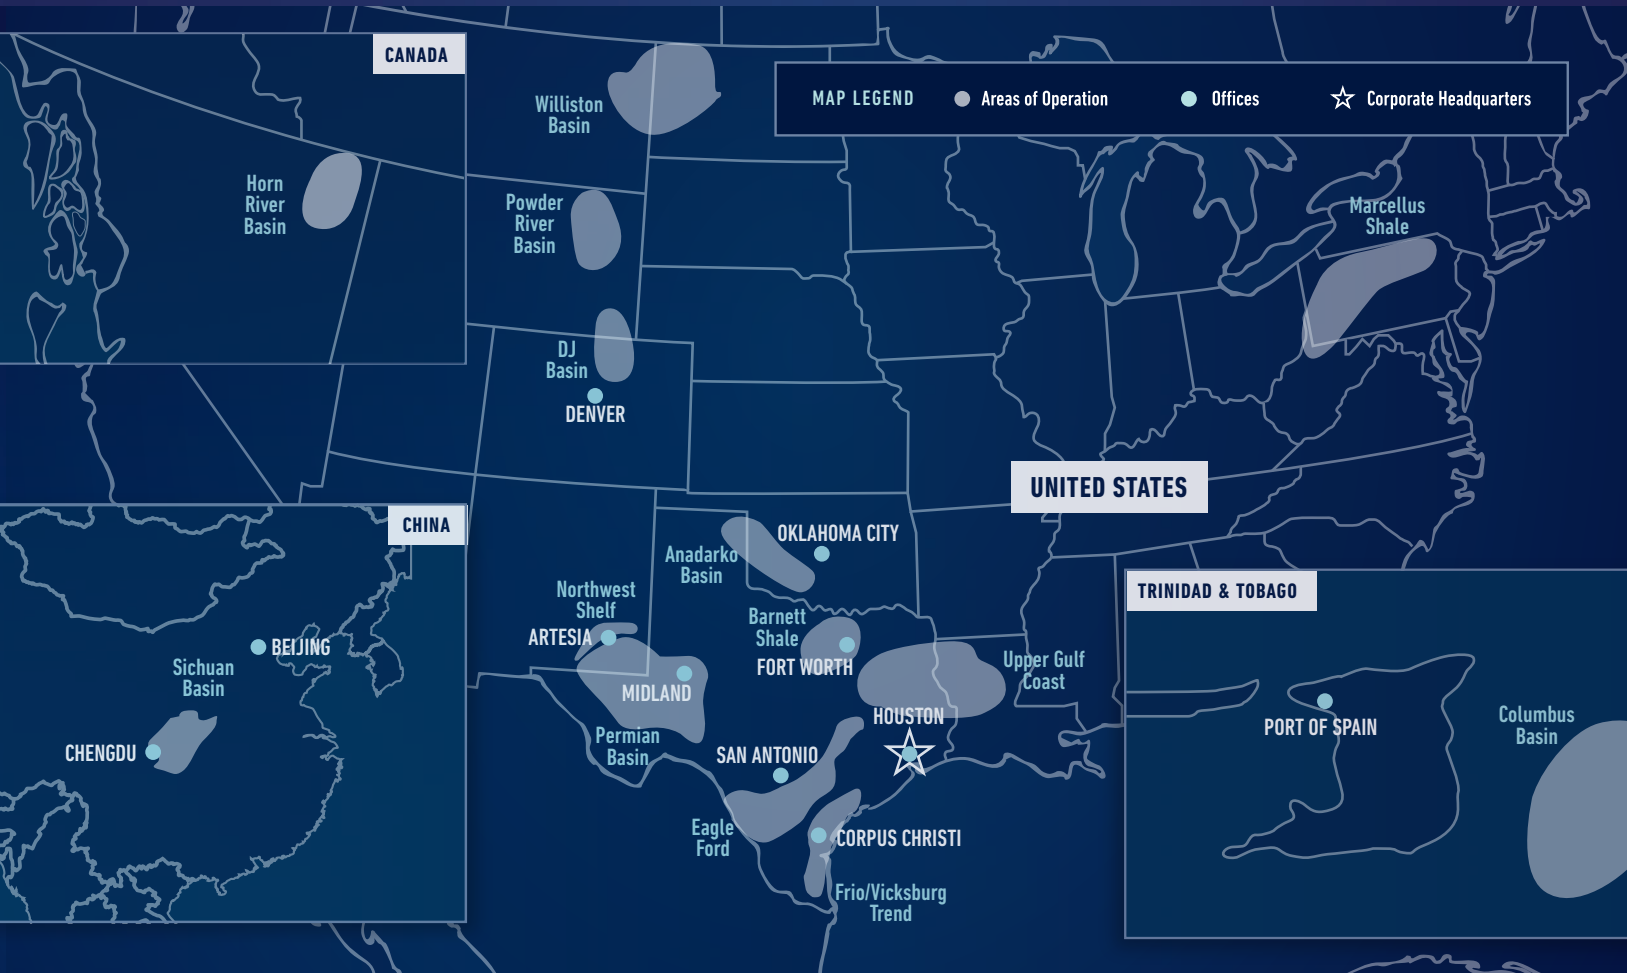 CANADA
Horn
River
Basin
Williston
Basin
MAP LEGEND
Areas of Operation
Offices
Corporate Headquarters
Powder
River
Basin
Marcellus
Shale
DJ
Basin
DENVER
UNITED STATES
CHINA
BEIJING
Sichuan
Basin
CHENGDU
OKLAHOMA CITY
Anadarko
Basin
Northwest
Shelf
ARTESIA
Barnett
Shale
FORT WORTH
MIDLAND
Permian
Basin
Upper Gulf
Coast
HOUSTON
SAN ANTONIO
Eagle
Ford
CORPUS CHRISTI
Frio/Vicksburg
Trend
TRINIDAD & TOBAGO
PORT OF SPAIN
Columbus
Basin